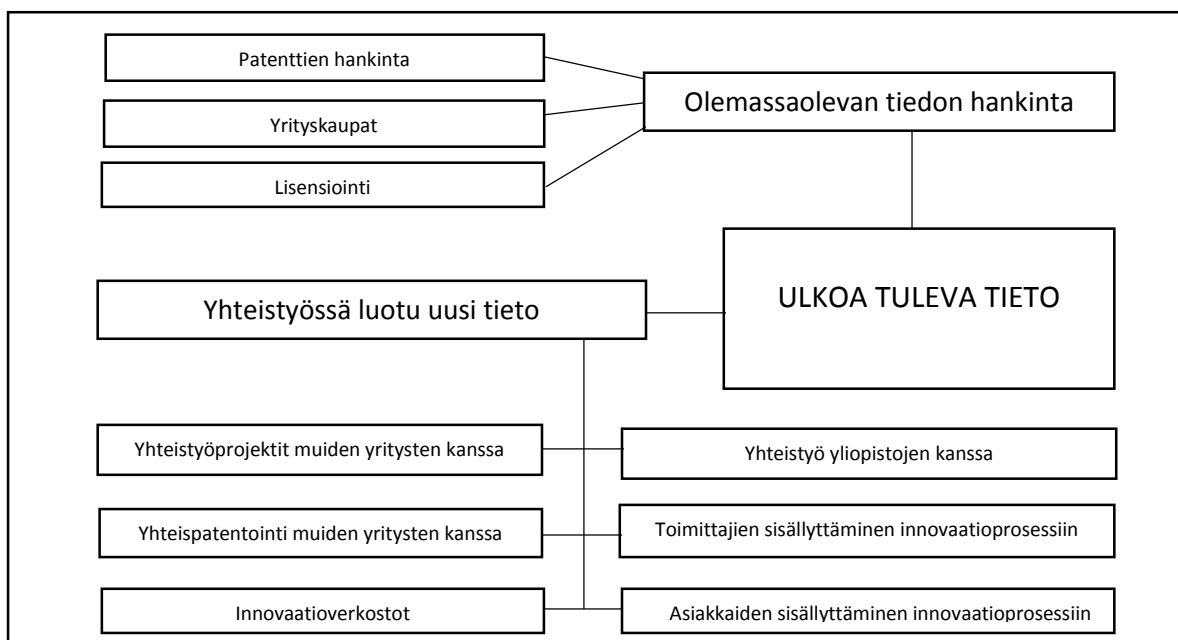 Patenttien hankinta
Olemassaolevan tiedon hankinta
Yrityskaupat
Lisensiointi
ULKOA TULEVA TIETO
Yhteistyössä luotu uusi tieto
Yhteistyöprojektit muiden yritysten kanssa
Yhteistyö yliopistojen kanssa
Yhteispatentointi muiden yritysten kanssa
Toimittajien sisällyttäminen innovaatioprosessiin
Innovaatioverkostot
Asiakkaiden sisällyttäminen innovaatioprosessiin